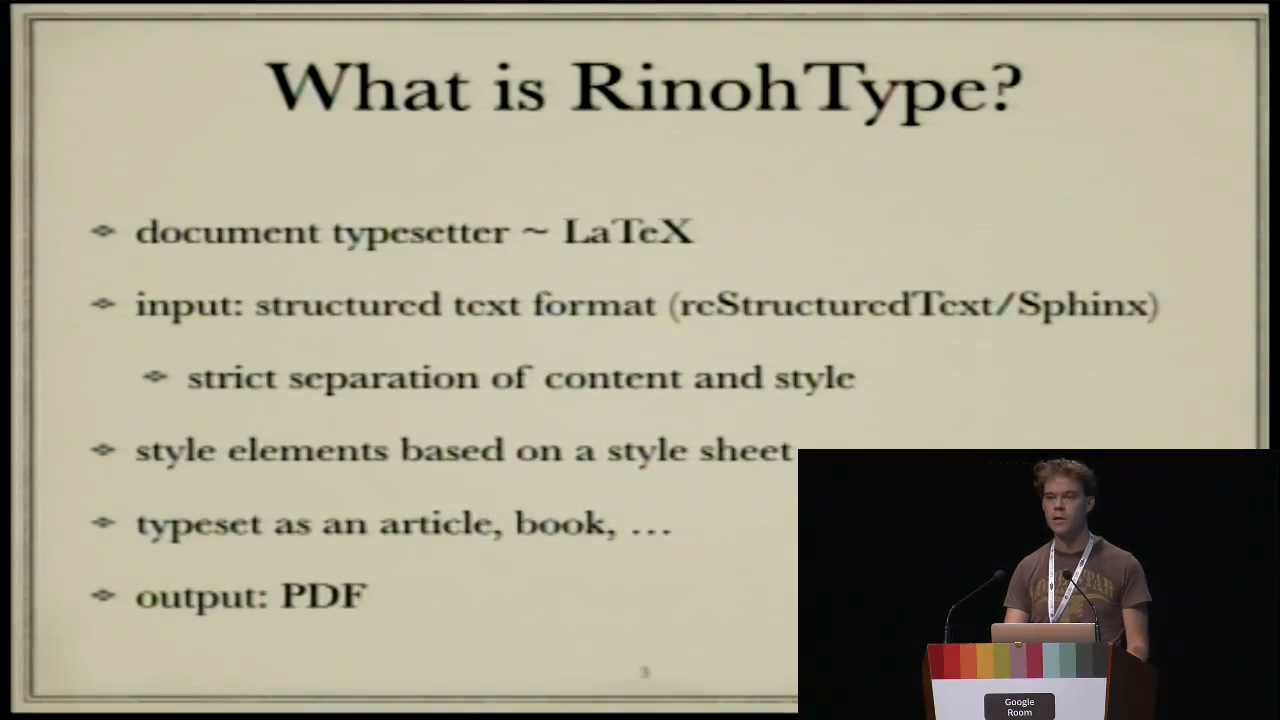 What is RinohType?
document typesetter ~ LaTeX
input: structured text format (reStructuredText/Sphinx)
strict separation of content and style
style elements based on a style sheet
typeset as an article, book, …
output: PDF
3
Google
Room